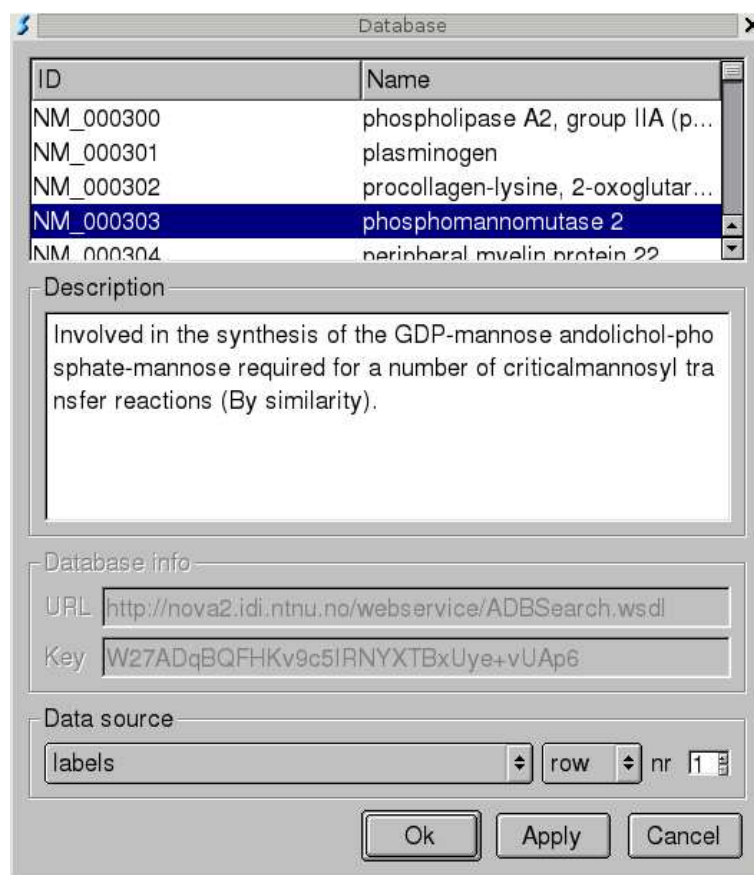 Database
ID Name
NM_000300 phospholipase A2, group IIA (p...
NM_000301 plasminogen
NM_000302 procollagen-lysine, 2-oxoglutar...
NM_000303 phosphomannomutase 2
NM_000304 peripheral myelin protein 22
Description
Involved in the synthesis of the GDP-mannose andolichol-pho
sphate-mannose required for a number of criticalmannosyl tra
nsfer reactions (By similarity).
Database info
URL http://nova2.idi.ntnu.no/webservice/ADBSearch.wsdl
Key W27ADqBQFHKv9c5IRNYXTBxUye+vUAp6
Data source
labels row nr 1
Ok Apply Cancel